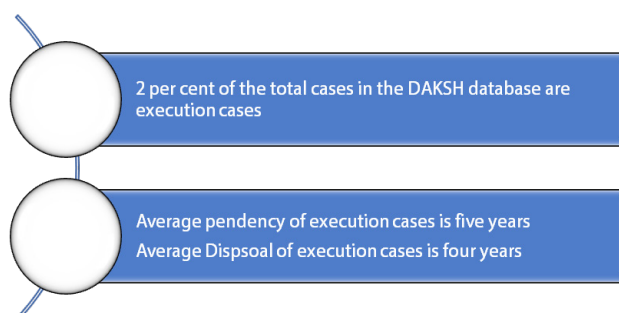 2 per cent of the total cases in the DAKSH database are
execution cases
Average pendency of execution cases is five years
Average Dispsoal of execution cases is four years